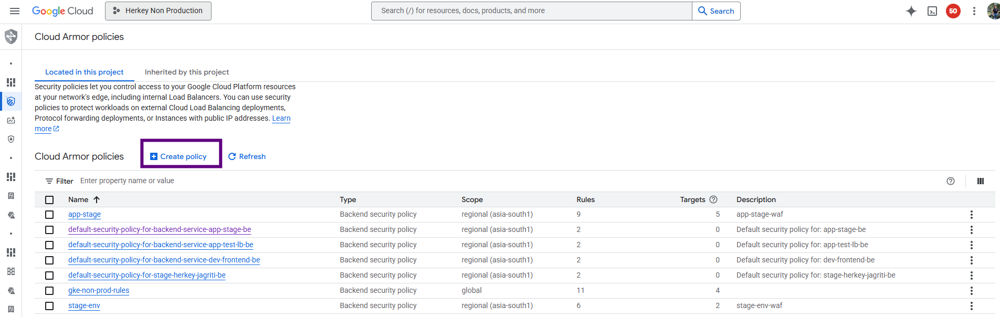 Google Cloud
Herkey Non Production
Search (/) for resources, docs, products, and more
Search
50
Cloud Armor policies
Located in this project
Inherited by this project
Security policies let you control access to your Google Cloud Platform resources
at your network's edge, including internal Load Balancers. You can use security
policies to protect workloads on external Cloud Load Balancing deployments,
Protocol forwarding deployments, or Instances with public IP addresses. Learn
more
Cloud Armor policies
Create policy
Refresh
Filter Enter property name or value
Name Type Scope Rules Targets Description
app-stage Backend security policy regional (asia-south1) 9 5 app-stage-waf
default-security-policy-for-backend-service-app-stage-be Backend security policy regional (asia-south1) 2 0 Default security policy for: app-stage-be
default-security-policy-for-backend-service-app-test-lb-be Backend security policy regional (asia-south1) 2 0 Default security policy for: app-test-lb-be
default-security-policy-for-backend-service-dev-frontend-be Backend security policy regional (asia-south1) 2 0 Default security policy for: dev-frontend-be
default-security-policy-for-stage-herkey-jagriti-be Backend security policy regional (asia-south1) 2 0 Default security policy for: stage-herkey-jagriti-be
gke-non-prod-rules Backend security policy global 11 4
stage-env Backend security policy regional (asia-south1) 6 2 stage-env-waf